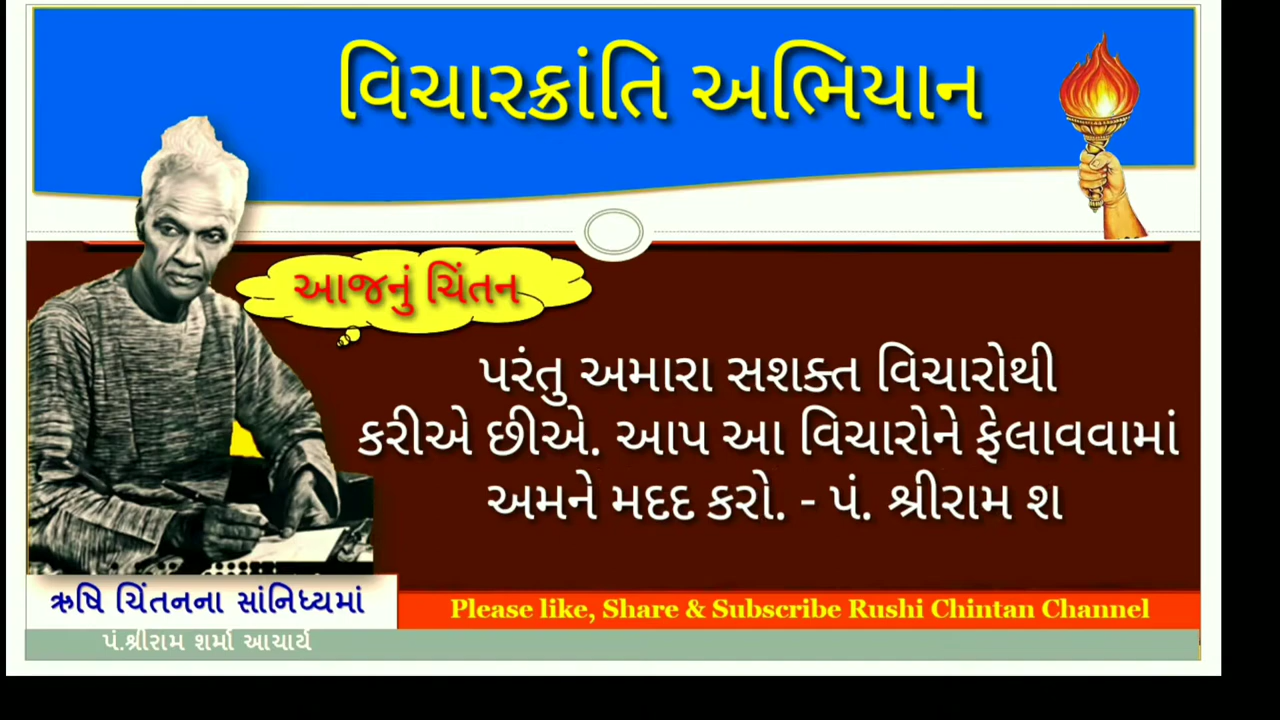 વિચારક્રાંતિ અભિયાન
આજનું ચિંતન
પરંતુ અમારા સશક્ત વિચારોથી
કરીએ છીએ. આપ આ વિચારોને ફેલાવવામાં
અમને મદદ કરો. - પં. શ્રીરામ શ
ઋષિ ચિંતનના સાંનિધ્યમાં
Please like, Share & Subscribe Rushi Chintan Channel
પં.શ્રીરામ શર્મા આચાર્ય